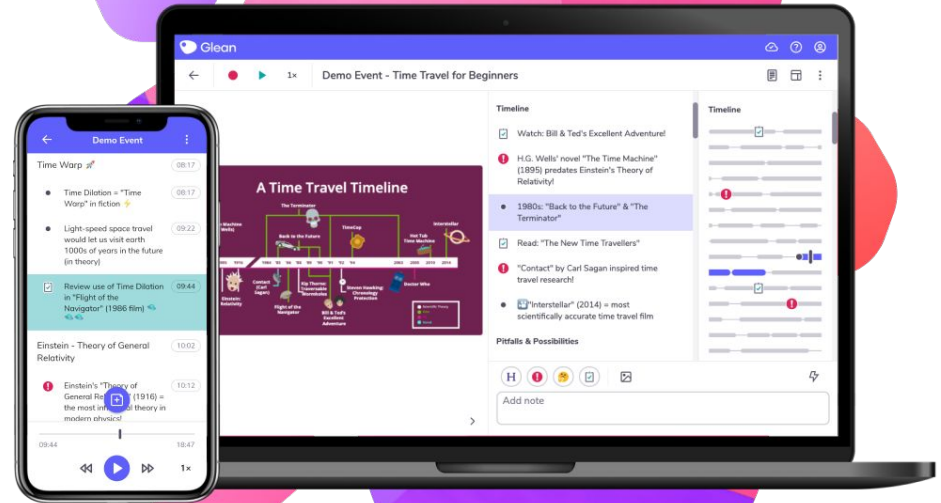 Glean
1x
Demo Event - Time Travel for Beginners
Demo Event
Time Warp 🚀
08:17
Time Dilation = "Time
Warp" in fiction ⚡
08:17
Light-speed space travel
would let us visit earth
1000s of years in the future
(in theory)
09:22
Review use of Time Dilation
in "Flight of the
Navigator" (1986 film)
09:44
Einstein - Theory of General
Relativity
10:02
Einstein's "Theory of
General (1916) =
the most theory in
modern physics!
10:12
09:44
18:47
1x
A Time Travel Timeline
The Terminator
Back to the Future
TimeCop
Hot Tub
Time Machine
Interstellar
Contact
(Carl
Sagan)
Flight of the
Navigator
Kip Thorne:
Traversable
Wormholes
Bill & Ted's
Excellent
Adventure
Steven Hawking:
Chronology
Protection
Doctor Who
Einstein:
Relativity
Timeline
Watch: Bill & Ted's Excellent Adventure!
H.G. Wells' novel "The Time Machine"
(1895) predates Einstein's Theory of
Relativity!
1980s: "Back to the Future" & "The
Terminator"
Read: "The New Time Travellers"
"Contact" by Carl Sagan inspired time
travel research!
"Interstellar" (2014) = most
scientifically accurate time travel film
Pitfalls & Possibilities
H
Add note
Timeline